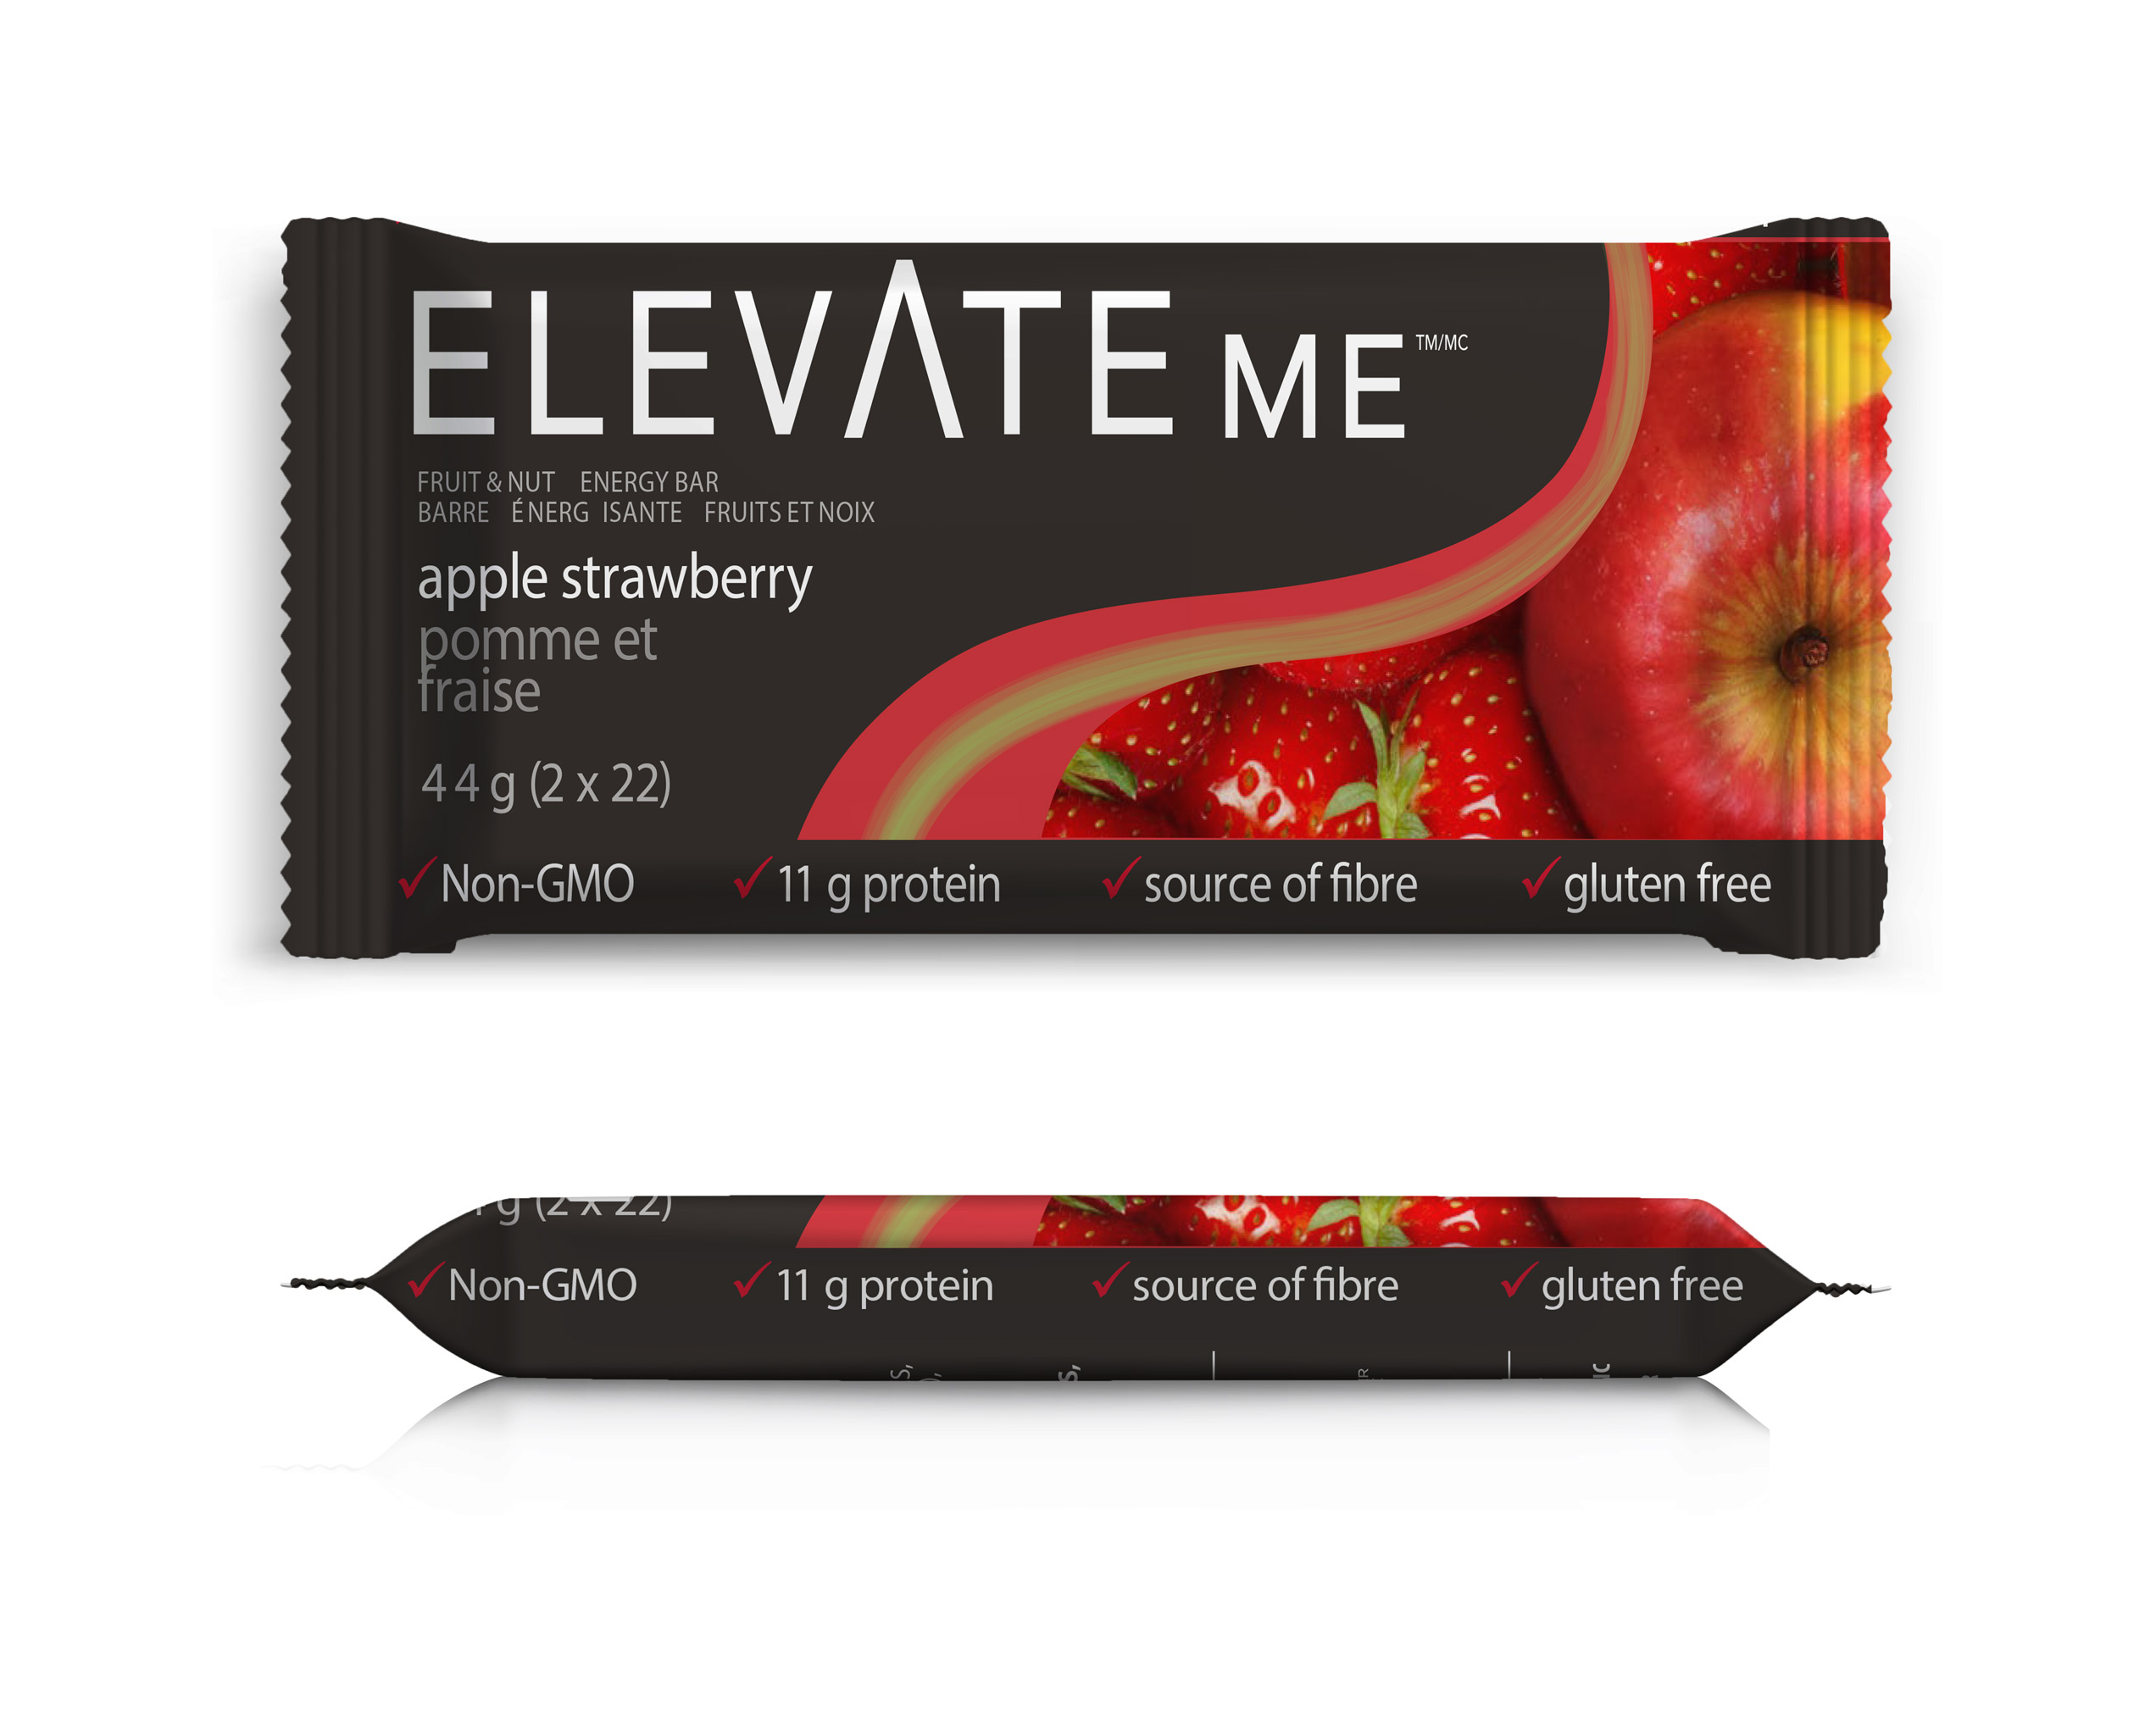 ELEVATE ME TM/MC
FRUIT & NUT ENERGY BAR
BARRE ÉNERG ISANTE FRUITS ET NOIX
apple strawberry
pomme et
fraise
44 g (2 x 22)
Non-GMO 11 g protein source of fibre gluten free
g (2 x 22)
Non-GMO 11 g protein source of fibre gluten free